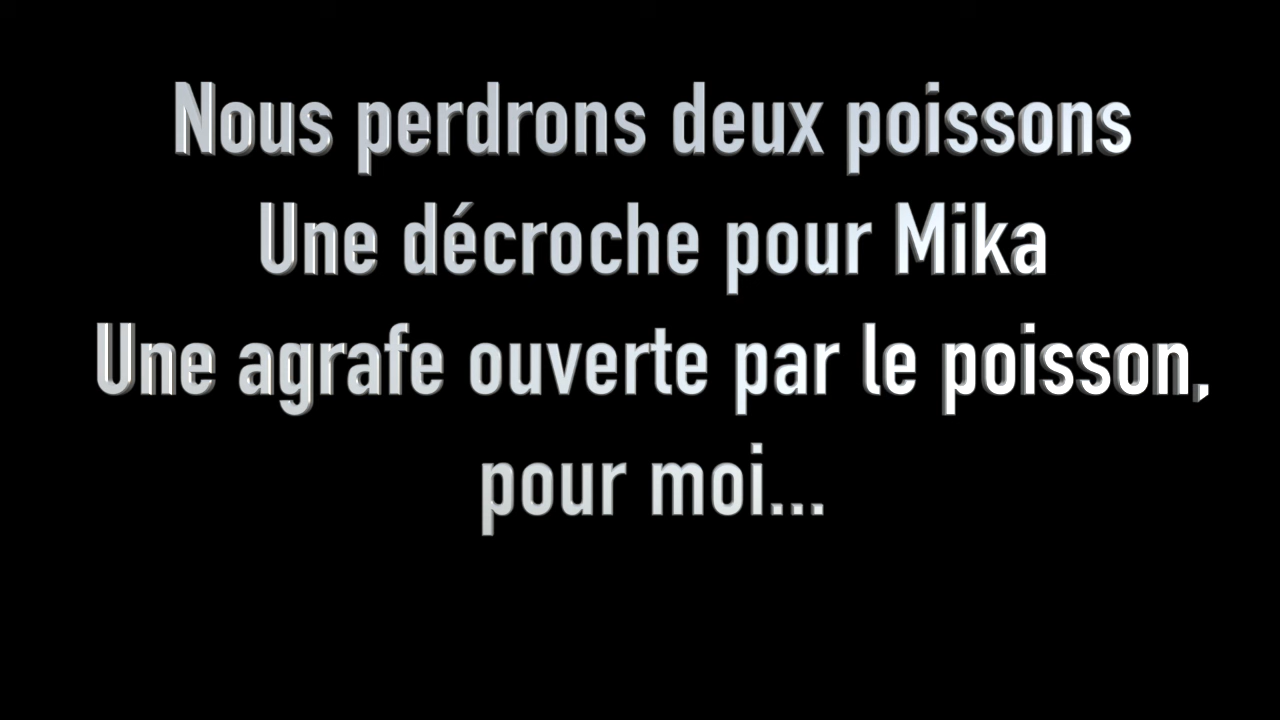 Nous perdrons deux poissons
Une décroche pour Mika
Une agrafe ouverte par le poisson,
pour moi...